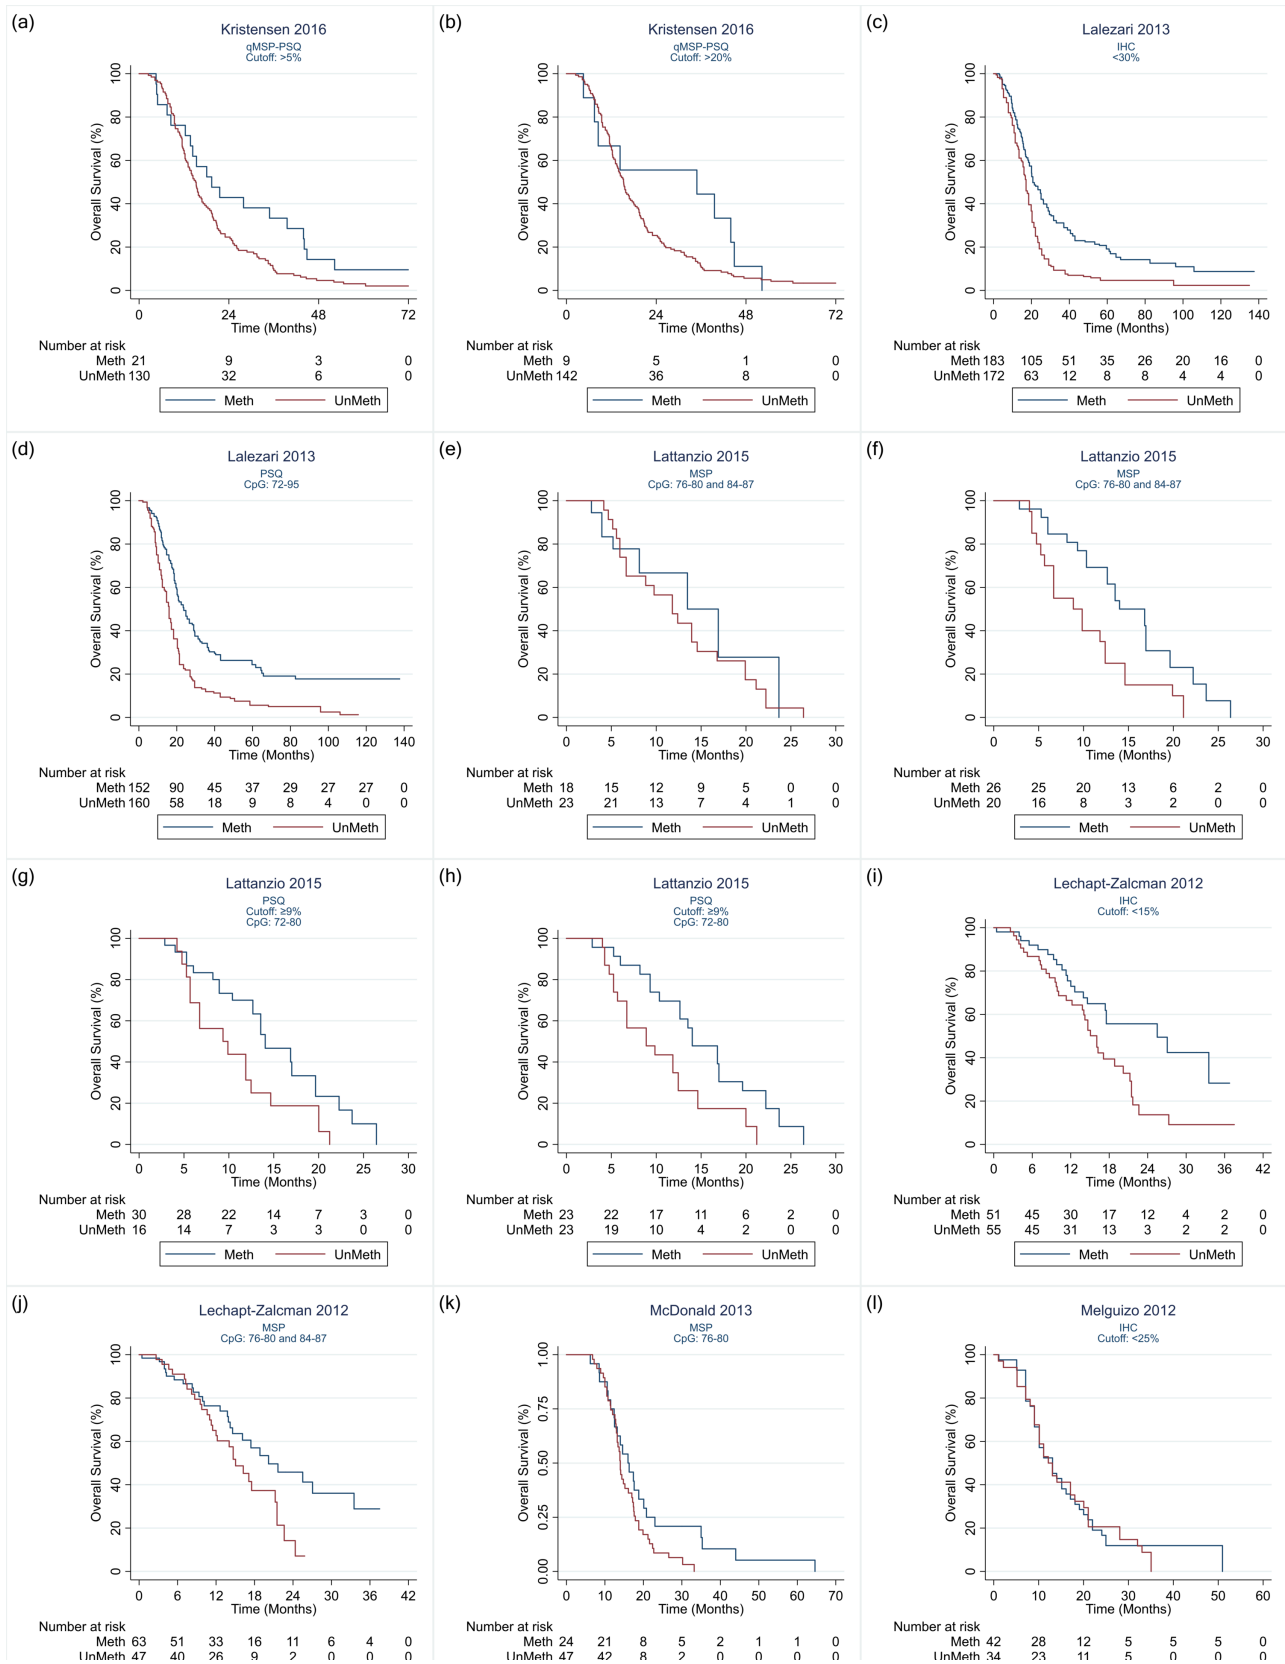 (a)
Kristensen 2016
qMSP-PSQ
Cutoff: >5%
Overall Survival (%)
100
80
60
40
20
0
0 24 48 72
Time (Months)
Number at risk
Meth 21 9 3 0
UnMeth 130 32 6 0
Meth UnMeth
(b)
Kristensen 2016
qMSP-PSQ
Cutoff: >20%
Overall Survival (%)
100
80
60
40
20
0
0 24 48 72
Time (Months)
Number at risk
Meth 9 5 1 0
UnMeth 142 36 8 0
Meth UnMeth
(c)
Lalezari 2013
IHC
<30%
Overall Survival (%)
100
80
60
40
20
0
0 20 40 60 80 100 120 140
Time (Months)
Number at risk
Meth 183 105 51 35 26 20 16 0
UnMeth 172 63 12 8 8 4 4 0
Meth UnMeth
(d)
Lalezari 2013
PSQ
CpG: 72-95
Overall Survival (%)
100
80
60
40
20
0
0 20 40 60 80 100 120 140
Time (Months)
Number at risk
Meth 152 90 45 37 29 27 27 0
UnMeth 160 58 18 9 8 4 0 0
Meth UnMeth
(e)
Lattanzio 2015
MSP
CpG: 76-80 and 84-87
Overall Survival (%)
100
80
60
40
20
0
0 5 10 15 20 25 30
Time (Months)
Number at risk
Meth 18 15 12 9 5 0 0
UnMeth 23 21 13 7 4 1 0
Meth UnMeth
(f)
Lattanzio 2015
MSP
CpG: 76-80 and 84-87
Overall Survival (%)
100
80
60
40
20
0
0 5 10 15 20 25 30
Time (Months)
Number at risk
Meth 26 25 20 13 6 2 0
UnMeth 20 16 8 3 2 0 0
Meth UnMeth
(g)
Lattanzio 2015
PSQ
Cutoff: ≥9%
CpG: 72-80
Overall Survival (%)
100
80
60
40
20
0
0 5 10 15 20 25 30
Time (Months)
Number at risk
Meth 30 28 22 14 7 3 0
UnMeth 16 14 7 3 3 0 0
Meth UnMeth
(h)
Lattanzio 2015
PSQ
Cutoff: ≥9%
CpG: 72-80
Overall Survival (%)
100
80
60
40
20
0
0 5 10 15 20 25 30
Time (Months)
Number at risk
Meth 23 22 17 11 6 2 0
UnMeth 23 19 10 4 2 0 0
Meth UnMeth
(i)
Lechapt-Zalcman 2012
IHC
Cutoff: <15%
Overall Survival (%)
100
80
60
40
20
0
0 6 12 18 24 30 36 42
Time (Months)
Number at risk
Meth 51 45 30 17 12 4 2 0
UnMeth 55 45 31 13 3 2 2 0
Meth UnMeth
(j)
Lechapt-Zalcman 2012
MSP
CpG: 76-80 and 84-87
Overall Survival (%)
100
80
60
40
20
0
0 6 12 18 24 30 36 42
Time (Months)
Number at risk
Meth 63 51 33 16 11 6 4 0
UnMeth 47 40 26 9 2 0 0 0
(k)
McDonald 2013
MSP
CpG: 76-80
Overall Survival (%)
1.00
0.75
0.50
0.25
0.00
0 10 20 30 40 50 60 70
Time (Months)
Number at risk
Meth 24 21 8 5 2 1 1 0
UnMeth 47 42 8 2 0 0 0 0
(l)
Melguizo 2012
IHC
Cutoff: <25%
Overall Survival (%)
100
80
60
40
20
0
0 10 20 30 40 50 60
Time (Months)
Number at risk
Meth 42 28 12 5 5 5 0
UnMeth 34 23 11 5 0 0 0